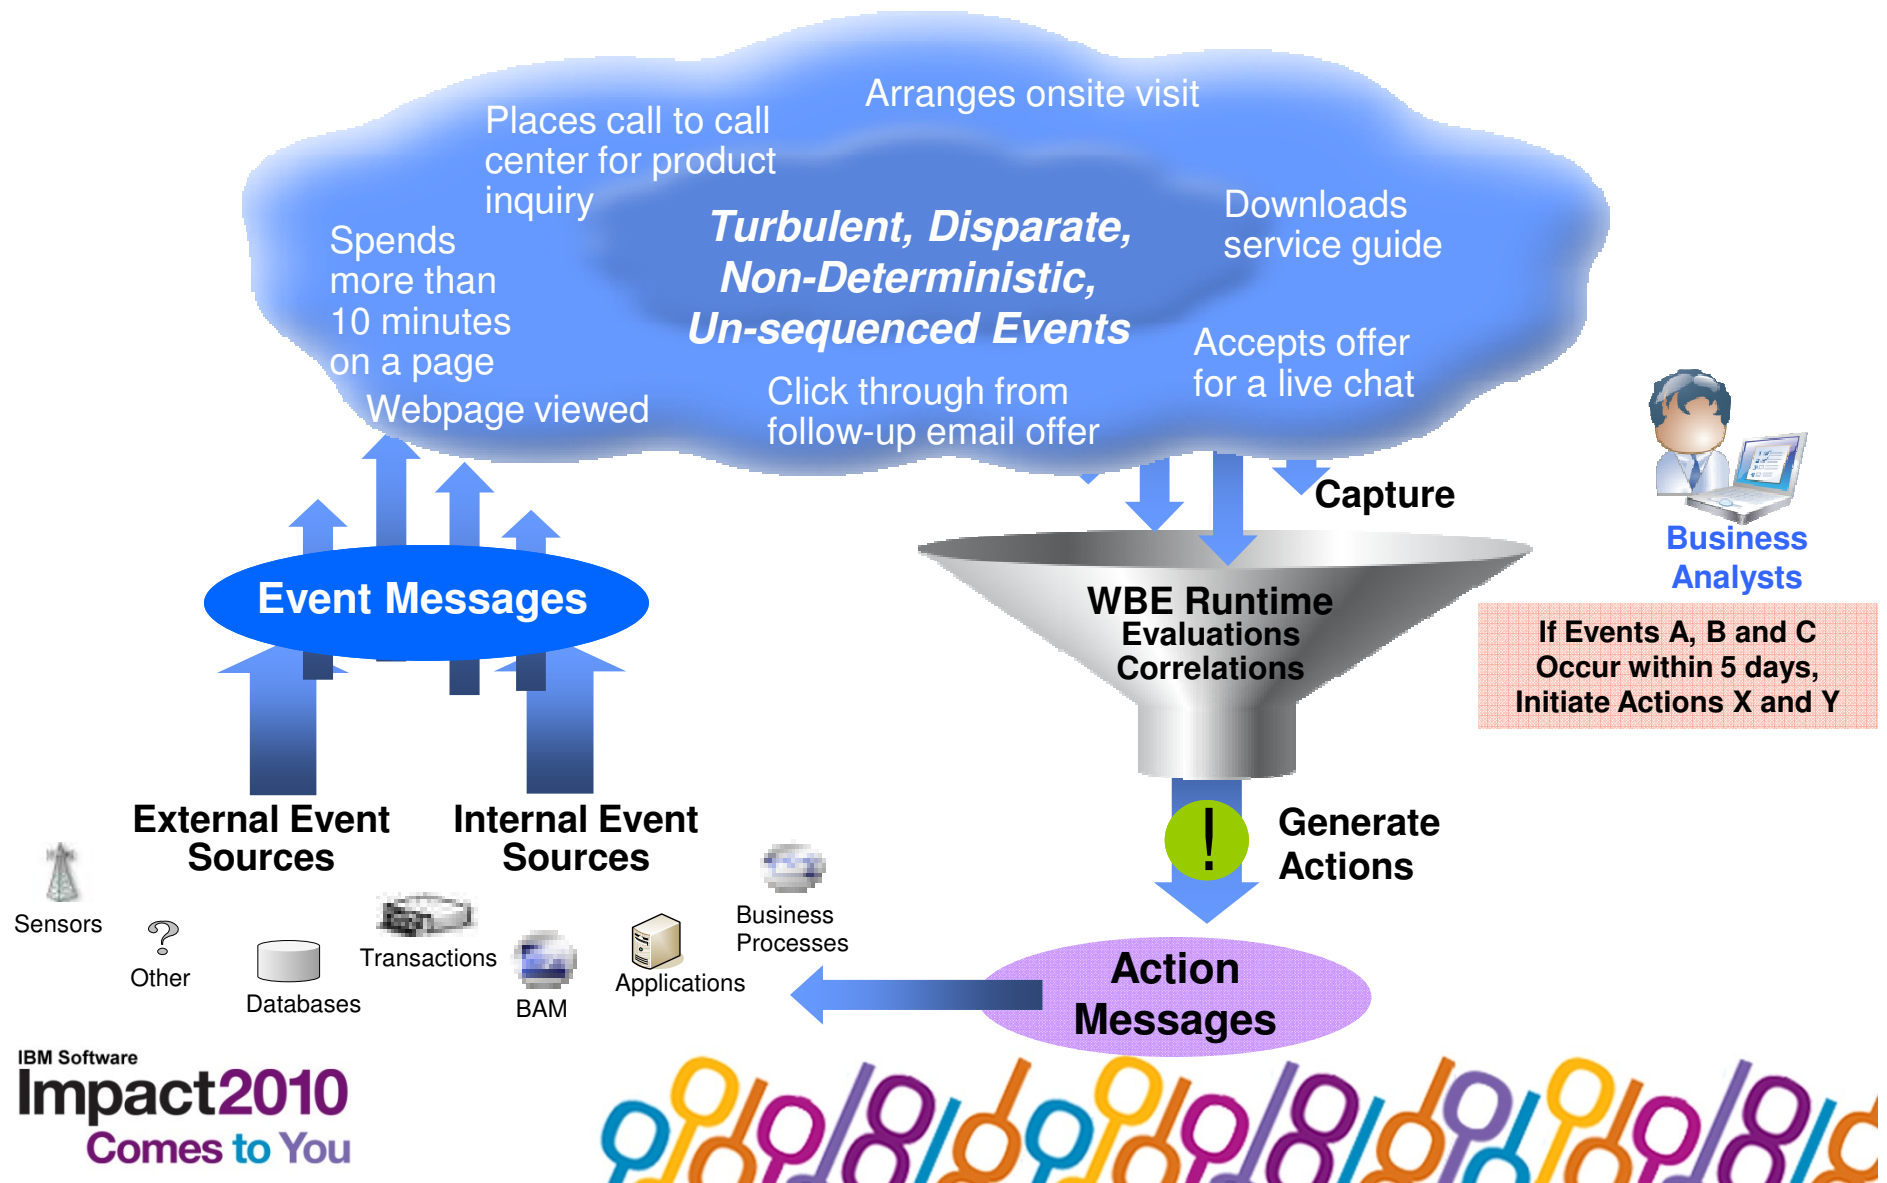 Arranges onsite visit
Places call to call
center for product
inquiry
Turbulent, Disparate,
Non-Deterministic,
Un-sequenced Events
Downloads
service guide
Spends
more than
10 minutes
on a page
Webpage viewed
Click through from
follow-up email offer
Accepts offer
for a live chat
Capture
Business
Analysts
Event Messages
WBE Runtime
Evaluations
Correlations
If Events A, B and C
Occur within 5 days,
Initiate Actions X and Y
External Event
Sources
Internal Event
Sources
!
Generate
Actions
Sensors
?
Other
Databases
Transactions
BAM
Applications
Business
Processes
Action
Messages
IBM Software
Impact2010
Comes to You